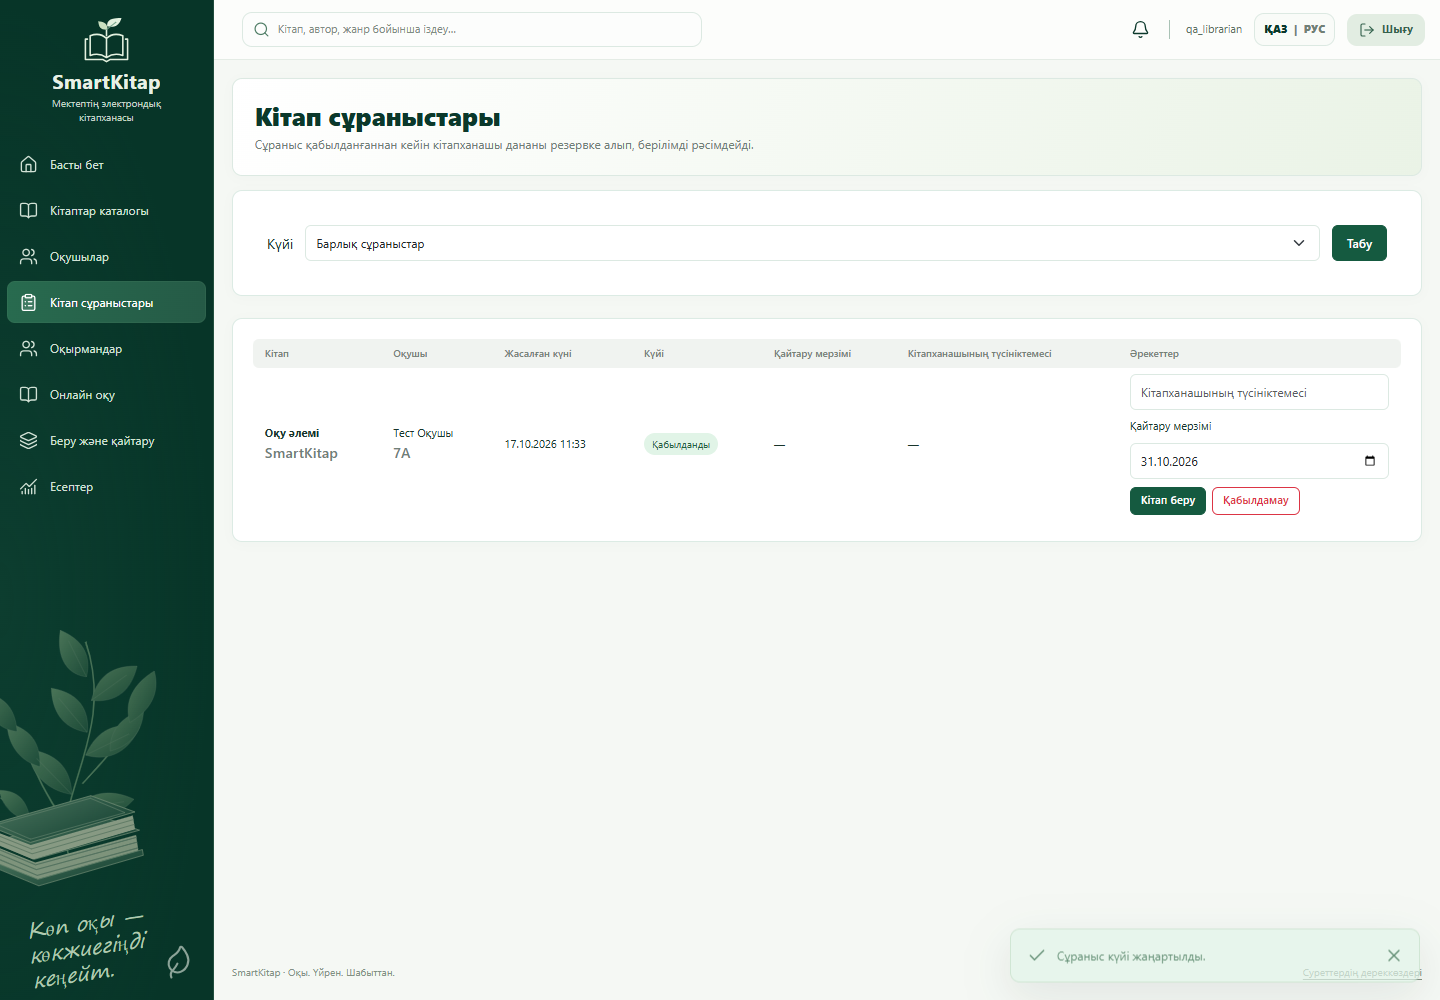 SmartKitap
Мектептің электрондық
кітапханасы
Басты бет
Кітаптар каталогы
Оқушылар
Кітап сұраныстары
Оқырмандар
Онлайн оқу
Беру және қайтару
Есептер
Көп оқы —
көкжиегіңді
кеңейт.
Кітап, автор, жанр бойынша іздеу...
qa_librarian
ҚАЗ | РУС
Шығу
Кітап сұраныстары
Сұраныс қабылданғаннан кейін кітапханашы дананы резервке алып, берілімді рәсімдейді.
Күйі
Барлық сұраныстар
Табу
Кітап Оқушы Жасалған күні Күйі Қайтару мерзімі Кітапханашының түсініктемесі Әрекеттер
Кітапханашының түсініктемесі
Қайтару мерзімі
Оқу әлемі Тест Оқушы 17.10.2026 11:33 Қабылданды — —
SmartKitap 7А
31.10.2026
Кітап беру Қабылдамау
Сұраныс күйі жаңартылды.
SmartKitap · Оқы. Үйрен. Шабыттан.
Суреттердің дереккөздері